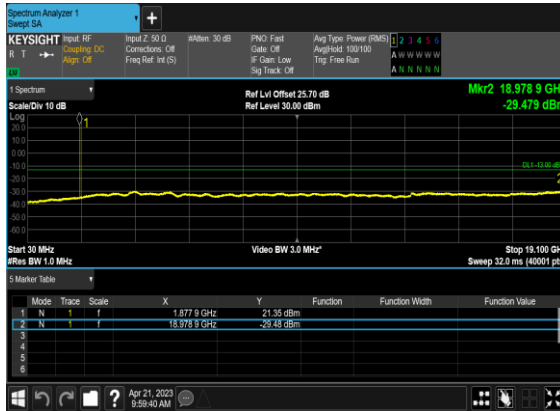 Spectrum Analyzer 1
Swept SA
+
KEYSIGHT
R T
Input: RF
Coupling: DC
Align: Off
Input Z: 50 Ω
Corrections: Off
Freq Ref: Int (S)
#Atten: 30 dB
PNO: Fast
Gate: Off
IF Gain: Low
Sig Track: Off
Avg Type: Power (RMS)
Avg|Hold: 100/100
Trig: Free Run
1 2 3 4 5 6
A W W W W W
A N N N N N
1 Spectrum
Scale/Div 10 dB
Ref Lvl Offset 25.70 dB
Ref Level 30.00 dBm
Mkr2 18.978 9 GH
-29.479 dB
Log
20.0
10.0
0.00
-10.0
-20.0
-30.0
-40.0
-50.0
-60.0
1
DL1 -13.00 dB
2
Start 30 MHz
#Res BW 1.0 MHz
Video BW 3.0 MHz*
Stop 19.100 GH
Sweep 32.0 ms (40001 pt
5 Marker Table
Mode Trace Scale X Y Function Function Width Function Value
1 N 1 f 1.877 9 GHz 21.35 dBm
2 N 1 f 18.978 9 GHz -29.48 dBm
3
4
5
6
?
Apr 21, 2023
9:59:40 AM